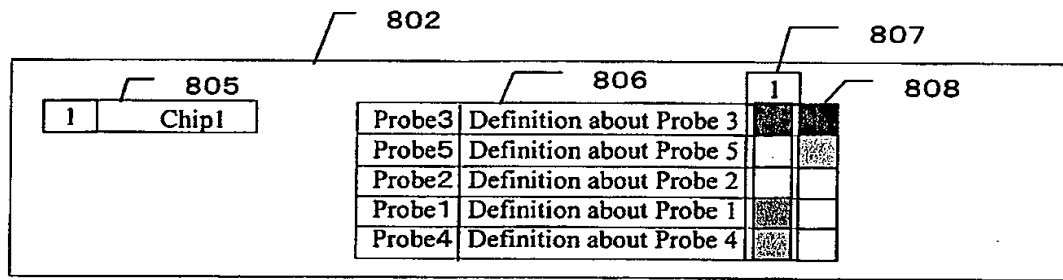 802
807
805
806
808
1 Chip1
1
Probe3 Definition about Probe 3
Probe5 Definition about Probe 5
Probe2 Definition about Probe 2
Probe1 Definition about Probe 1
Probe4 Definition about Probe 4